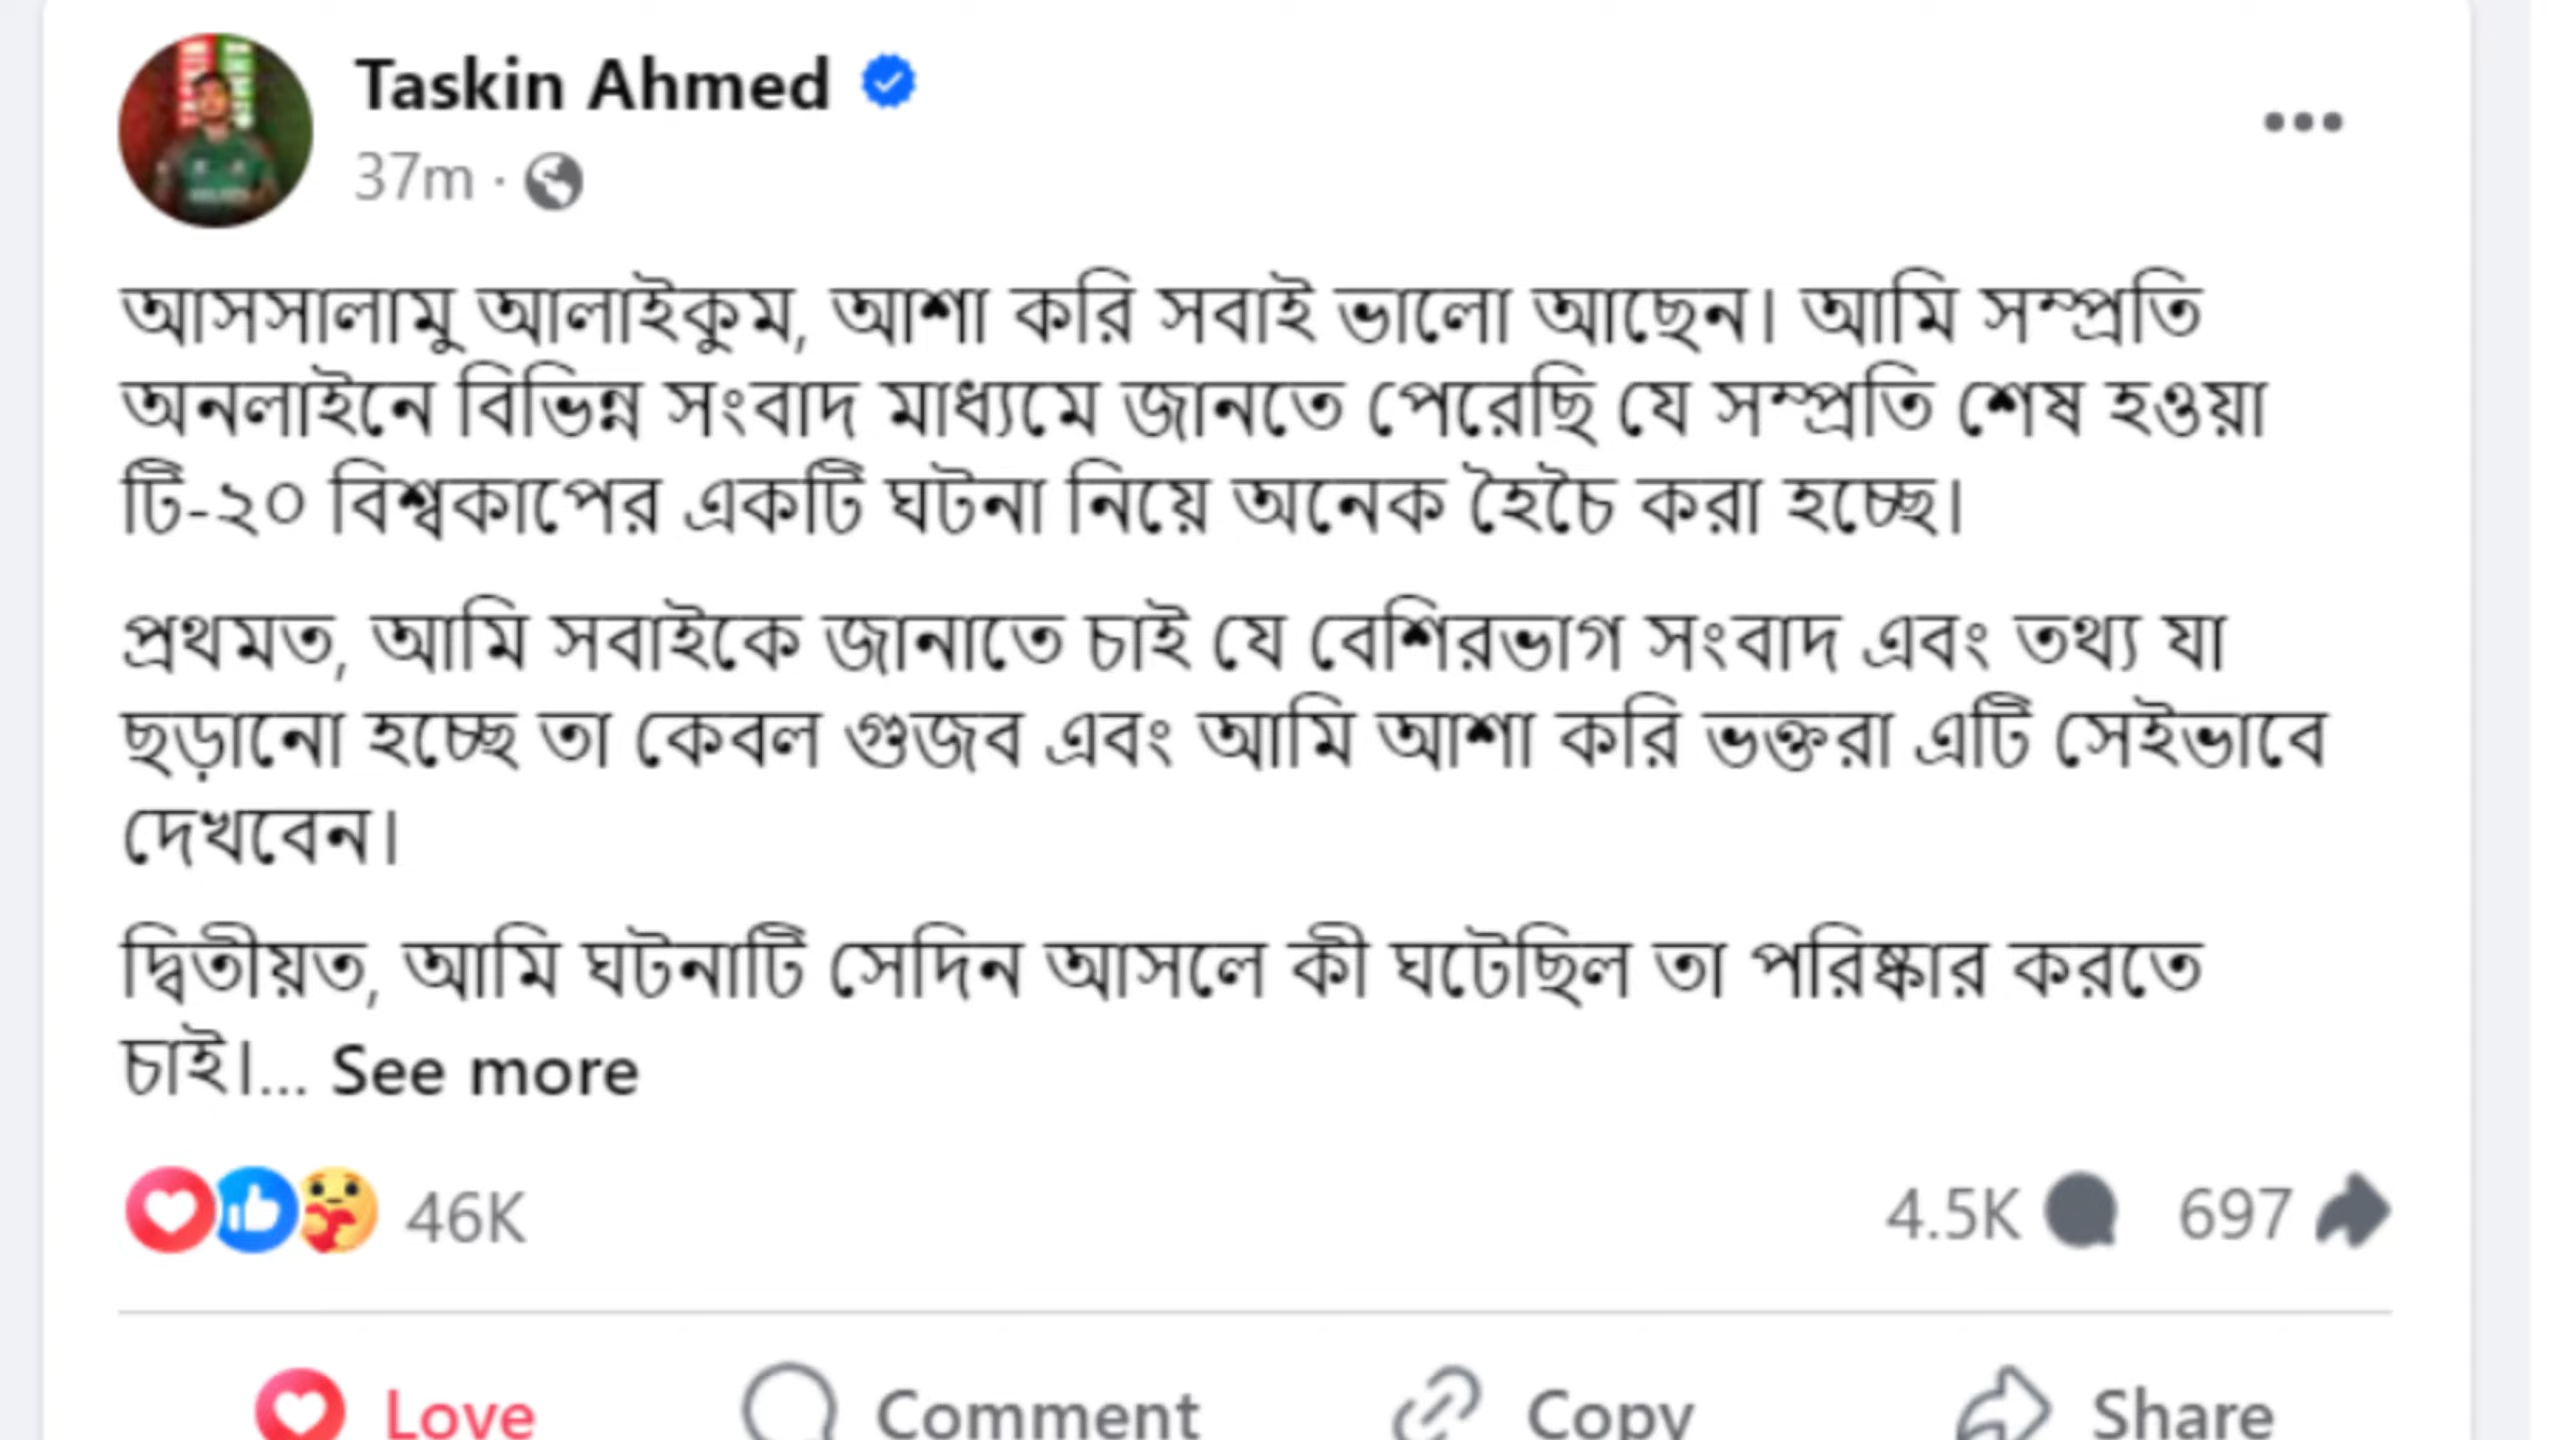 Taskin Ahmed
37m ·
আসসালামু আলাইকুম, আশা করি সবাই ভালো আছেন। আমি সম্প্রতি
অনলাইনে বিভিন্ন সংবাদ মাধ্যমে জানতে পেরেছি যে সম্প্রতি শেষ হওয়া
টি-২০ বিশ্বকাপের একটি ঘটনা নিয়ে অনেক হৈচৈ করা হচ্ছে।
প্রথমত, আমি সবাইকে জানাতে চাই যে বেশিরভাগ সংবাদ এবং তথ্য যা
ছড়ানো হচ্ছে তা কেবল গুজব এবং আমি আশা করি ভক্তরা এটি সেইভাবে
দেখবেন।
দ্বিতীয়ত, আমি ঘটনাটি সেদিন আসলে কী ঘটেছিল তা পরিষ্কার করতে
চাই।... See more
46K 4.5K 697
Love Comment Copy Share